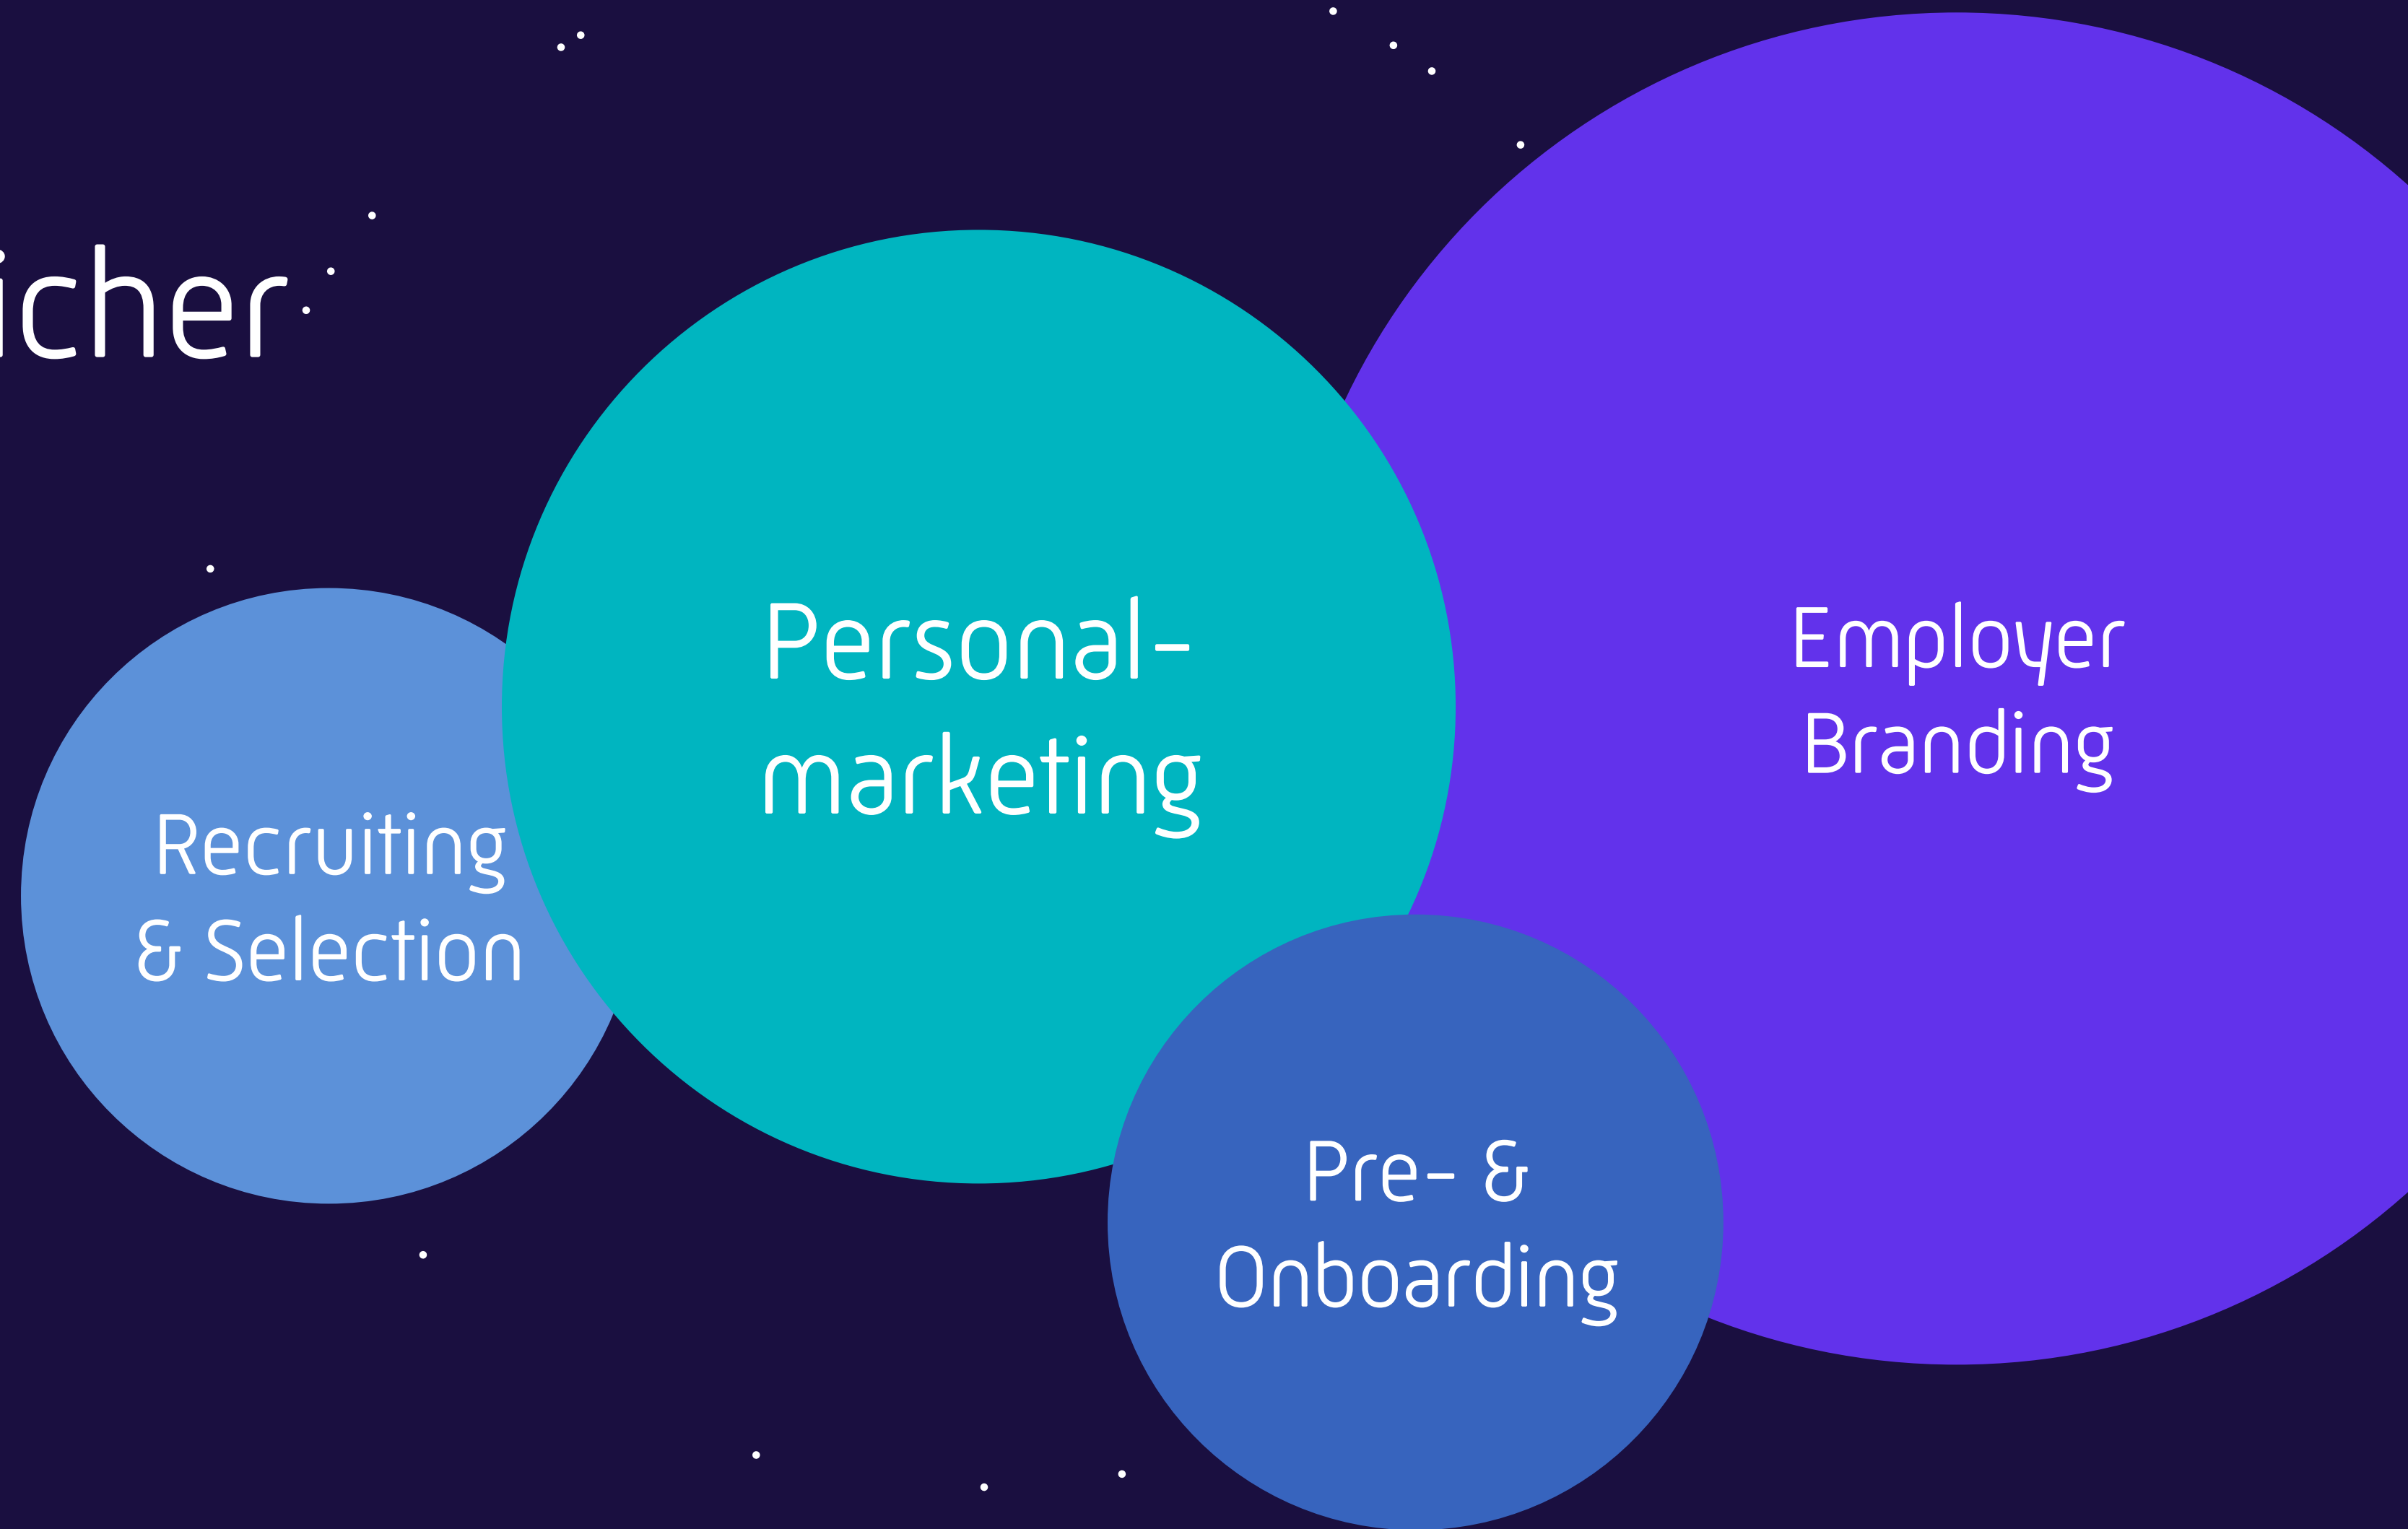 icher
Personal-
marketing
Employer
Branding
Recruiting
& Selection
Pre- &
Onboarding